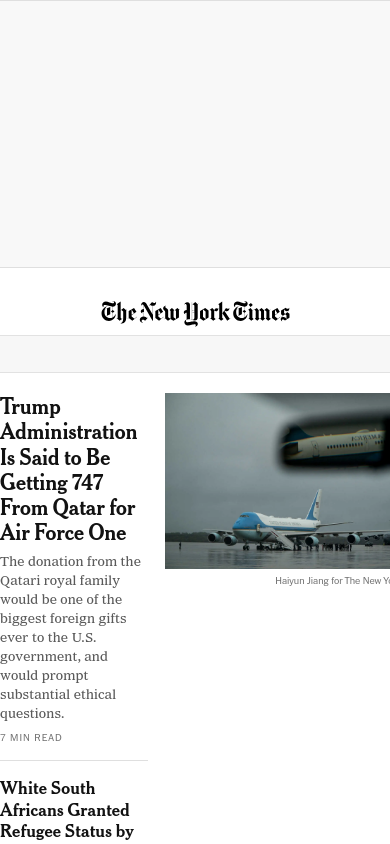 The New York Times
Trump
Administration
Is Said to Be
Getting 747
From Qatar for
Air Force One
The donation from the
Qatari royal family
would be one of the
biggest foreign gifts
ever to the U.S.
government, and
would prompt
substantial ethical
questions.
7 MIN READ
Haiyun Jiang for The New Yo
White South
Africans Granted
Refugee Status by